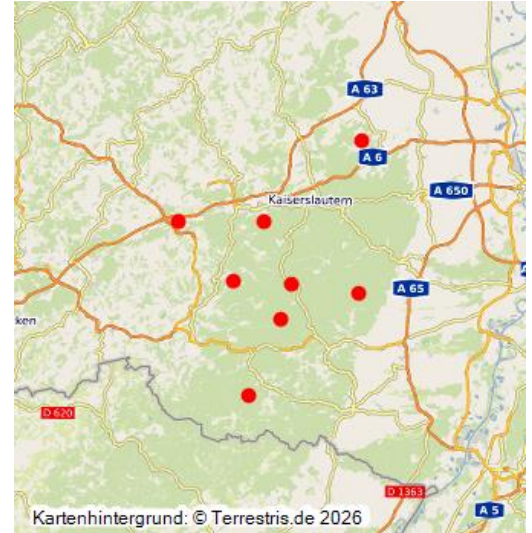 A 63
A 6
Kaiserslautern
A 650
A 65
ken
D 620
D 1363
A 5
Kartenhintergrund: © Terrestris.de 2026